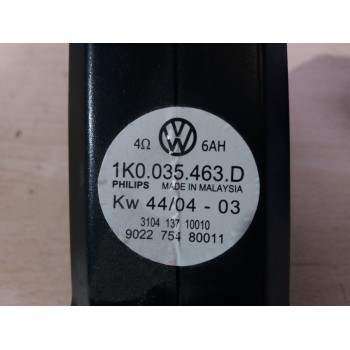 4Ω VW 6AH
1K0.035.463.D
PHILIPS MADE IN MALAYSIA
Kw 44/04 - 03
3104 137 10010
9022 754 80011